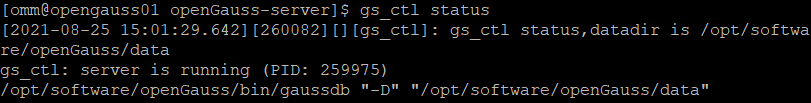 [omm@opengauss01 openGauss-server]$ gs_ctl status
[2021-08-25 15:01:29.642][260082][][gs_ctl]: gs_ctl status,datadir is /opt/softwa
re/openGauss/data
gs_ctl: server is running (PID: 259975)
/opt/software/openGauss/bin/gaussdb "-D" "/opt/software/openGauss/data"